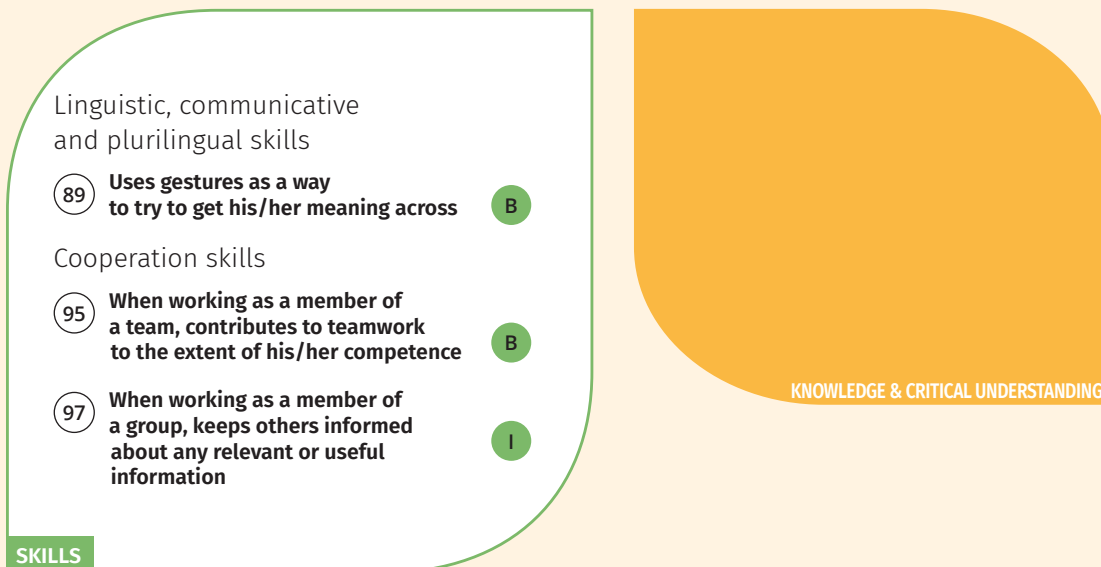 Linguistic, communicative
and plurilingual skills
89 Uses gestures as a way
to try to get his/her meaning across B
Cooperation skills
95 When working as a member of
a team, contributes to teamwork
to the extent of his/her competence B
97 When working as a member of
a group, keeps others informed
about any relevant or useful I
information
SKILLS
KNOWLEDGE & CRITICAL UNDERSTANDING